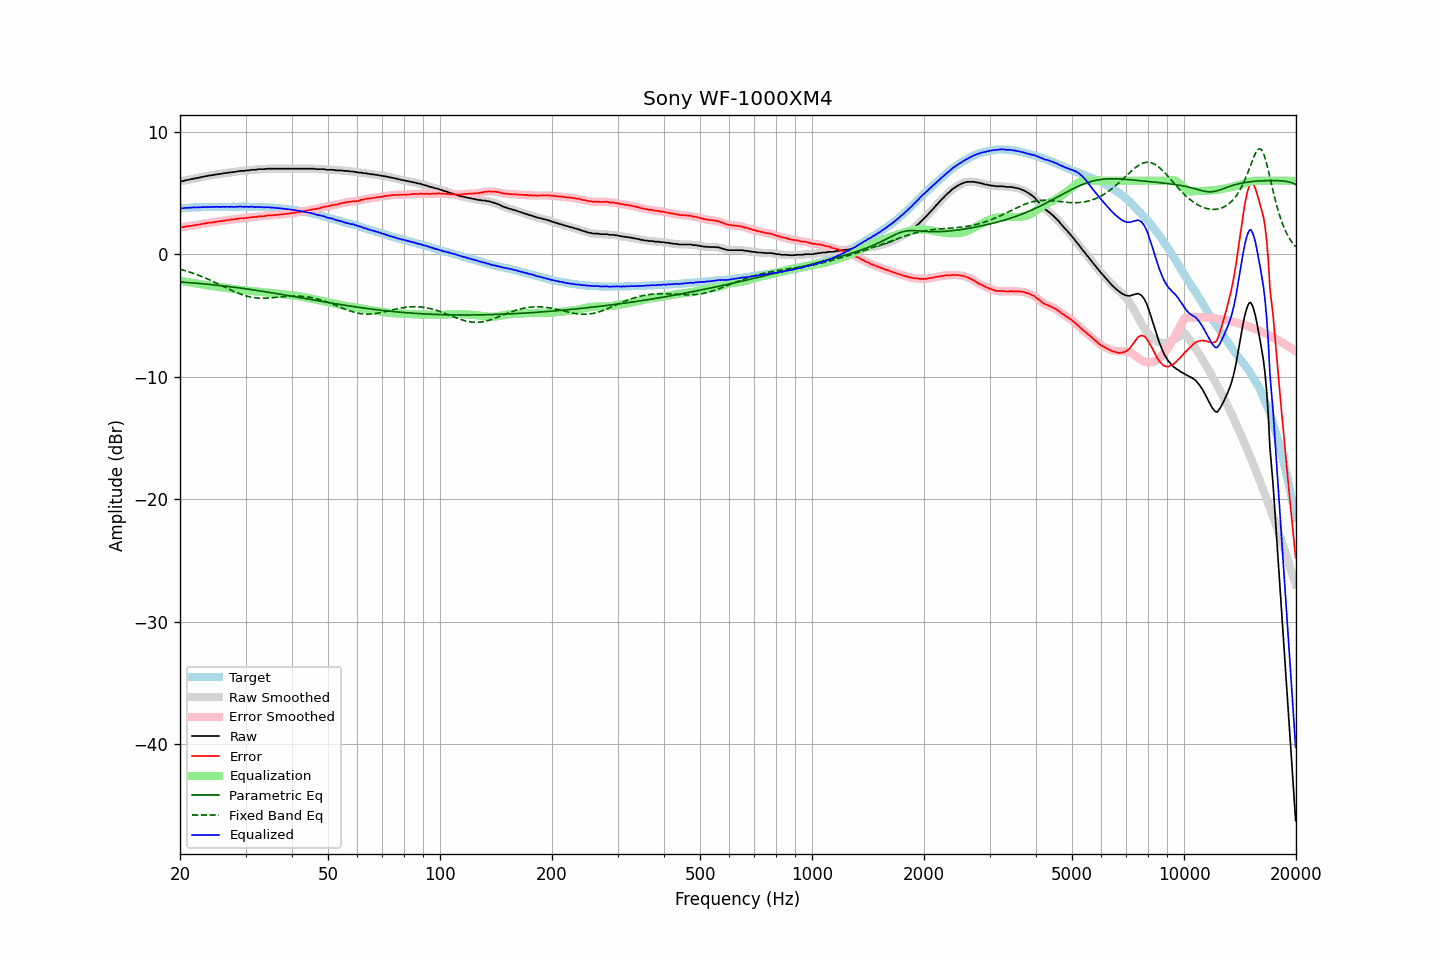 Sony WF-1000XM4
10
0
−10
−20
−30
−40
Amplitude (dBr)
Target
Raw Smoothed
Error Smoothed
Raw
Error
Equalization
Parametric Eq
Fixed Band Eq
Equalized
20 50 100 200 500 1000 2000 5000 10000 20000
Frequency (Hz)